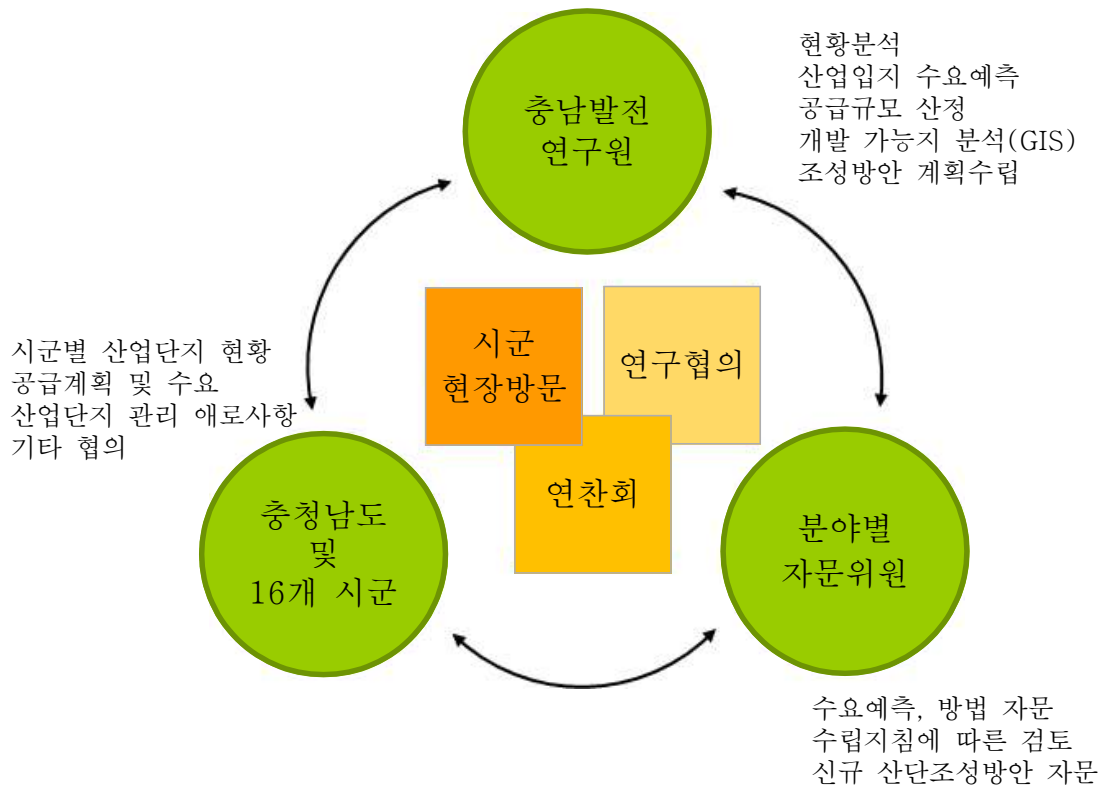 충남발전
연구원
현황분석
산업입지 수요예측
공급규모 산정
개발 가능지 분석(GIS)
조성방안 계획수립
시군
현장방문
연구협의
연찬회
시군별 산업단지 현황
공급계획 및 수요
산업단지 관리 애로사항
기타 협의
충청남도
및
16개 시군
분야별
자문위원
수요예측, 방법 자문
수립지침에 따른 검토
신규 산단조성방안 자문